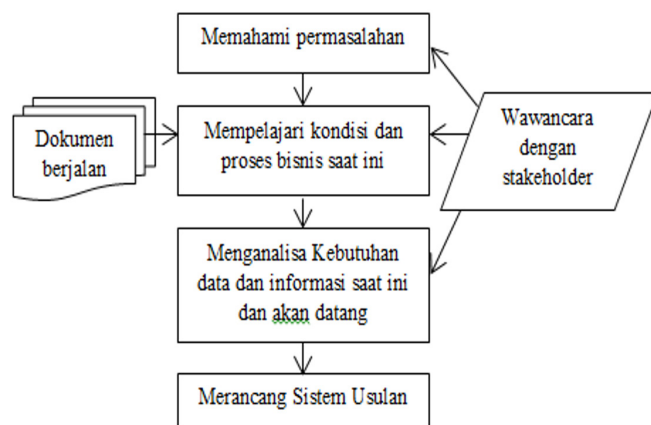 Memahami permasalahan
Dokumen
berjalan
Mempelajari kondisi dan
proses bisnis saat ini
Wawancara
dengan
stakeholder
Menganalisa Kebutuhan
data dan informasi saat ini
dan akan datang
Merancang Sistem Usulan